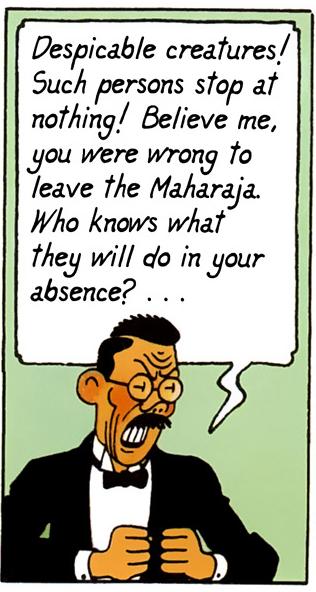 Despicable creatures!
Such persons stop at
nothing! Believe me,
you were wrong to
leave the Maharaja.
Who knows what
they will do in your
absence? . . .